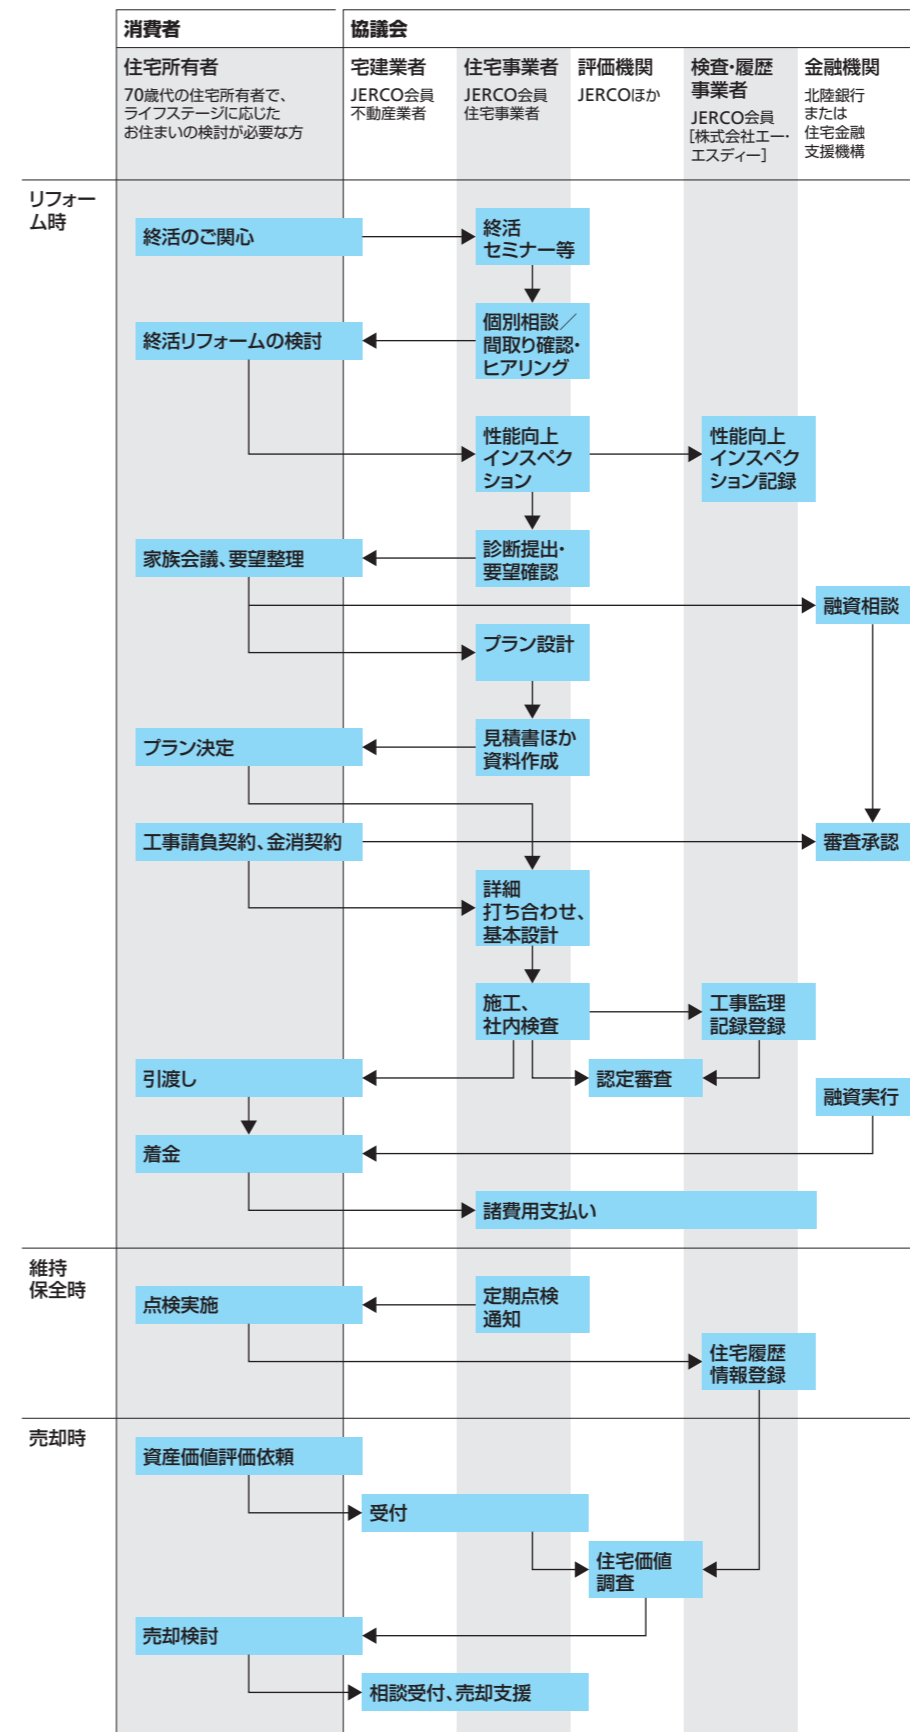 消費者
協議会
住宅所有者
70歳代の住宅所有者で、
ライフステージに応じた
お住まいの検討が必要な方
宅建業者
JERCO会員
不動産業者
住宅事業者
JERCO会員
住宅事業者
評価機関
JERCOほか
検査・履歴
事業者
JERCO会員
[株式会社エー・
エスディー]
金融機関
北陸銀行
または
住宅金融
支援機構
リフォー
ム時
終活のご関心
終活
セミナー等
個別相談／
間取り確認・
ヒアリング
終活リフォームの検討
性能向上
インスペク
ション
性能向上
インスペク
ション記録
診断提出・
要望確認
家族会議、要望整理
融資相談
プラン設計
見積書ほか
資料作成
プラン決定
工事請負契約、金消契約
審査承認
詳細
打ち合わせ、
基本設計
施工、
社内検査
工事監理
記録登録
引渡し
認定審査
融資実行
着金
諸費用支払い
維持
保全時
点検実施
定期点検
通知
住宅履歴
情報登録
売却時
資産価値評価依頼
受付
住宅価値
調査
売却検討
相談受付、売却支援